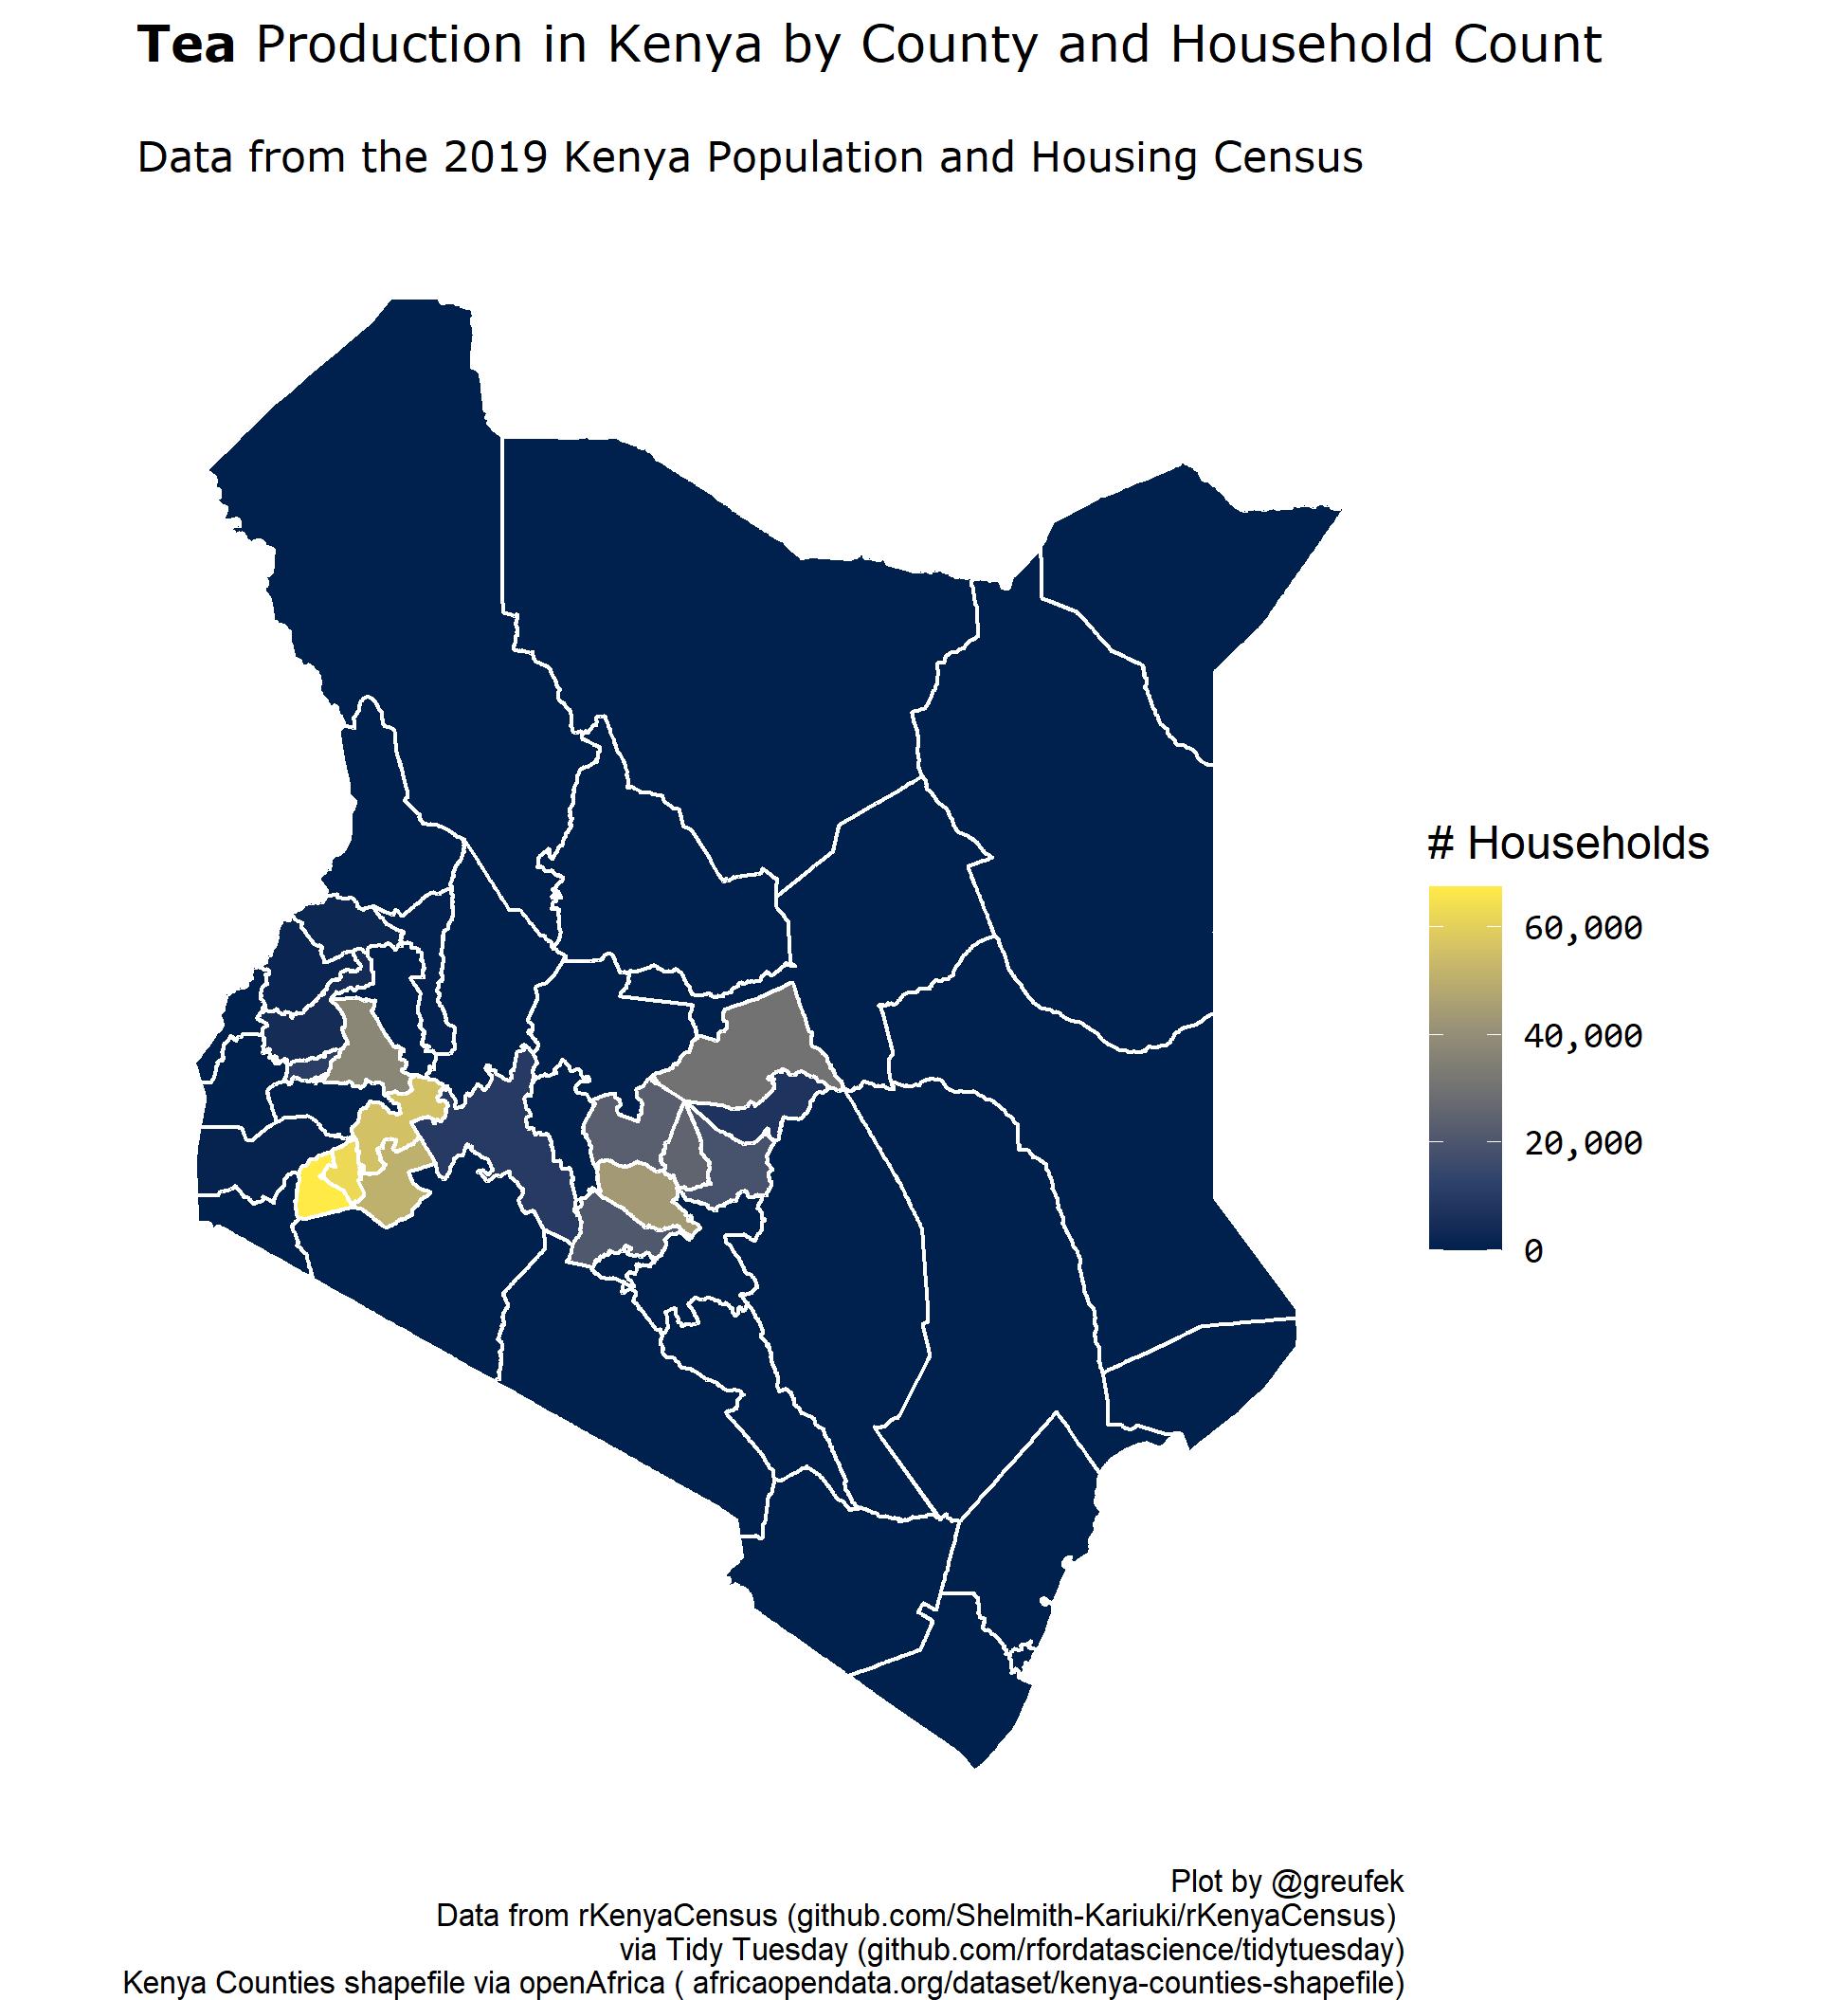 Tea Production in Kenya by County and Household Count
Data from the 2019 Kenya Population and Housing Census
# Households
60,000
40,000
20,000
0
Plot by @greufek
Data from rKenyaCensus (github.com/Shelmith-Kariuki/rKenyaCensus)
via Tidy Tuesday (github.com/rfordatascience/tidytuesday)
Kenya Counties shapefile via openAfrica ( africaopendata.org/dataset/kenya-counties-shapefile)